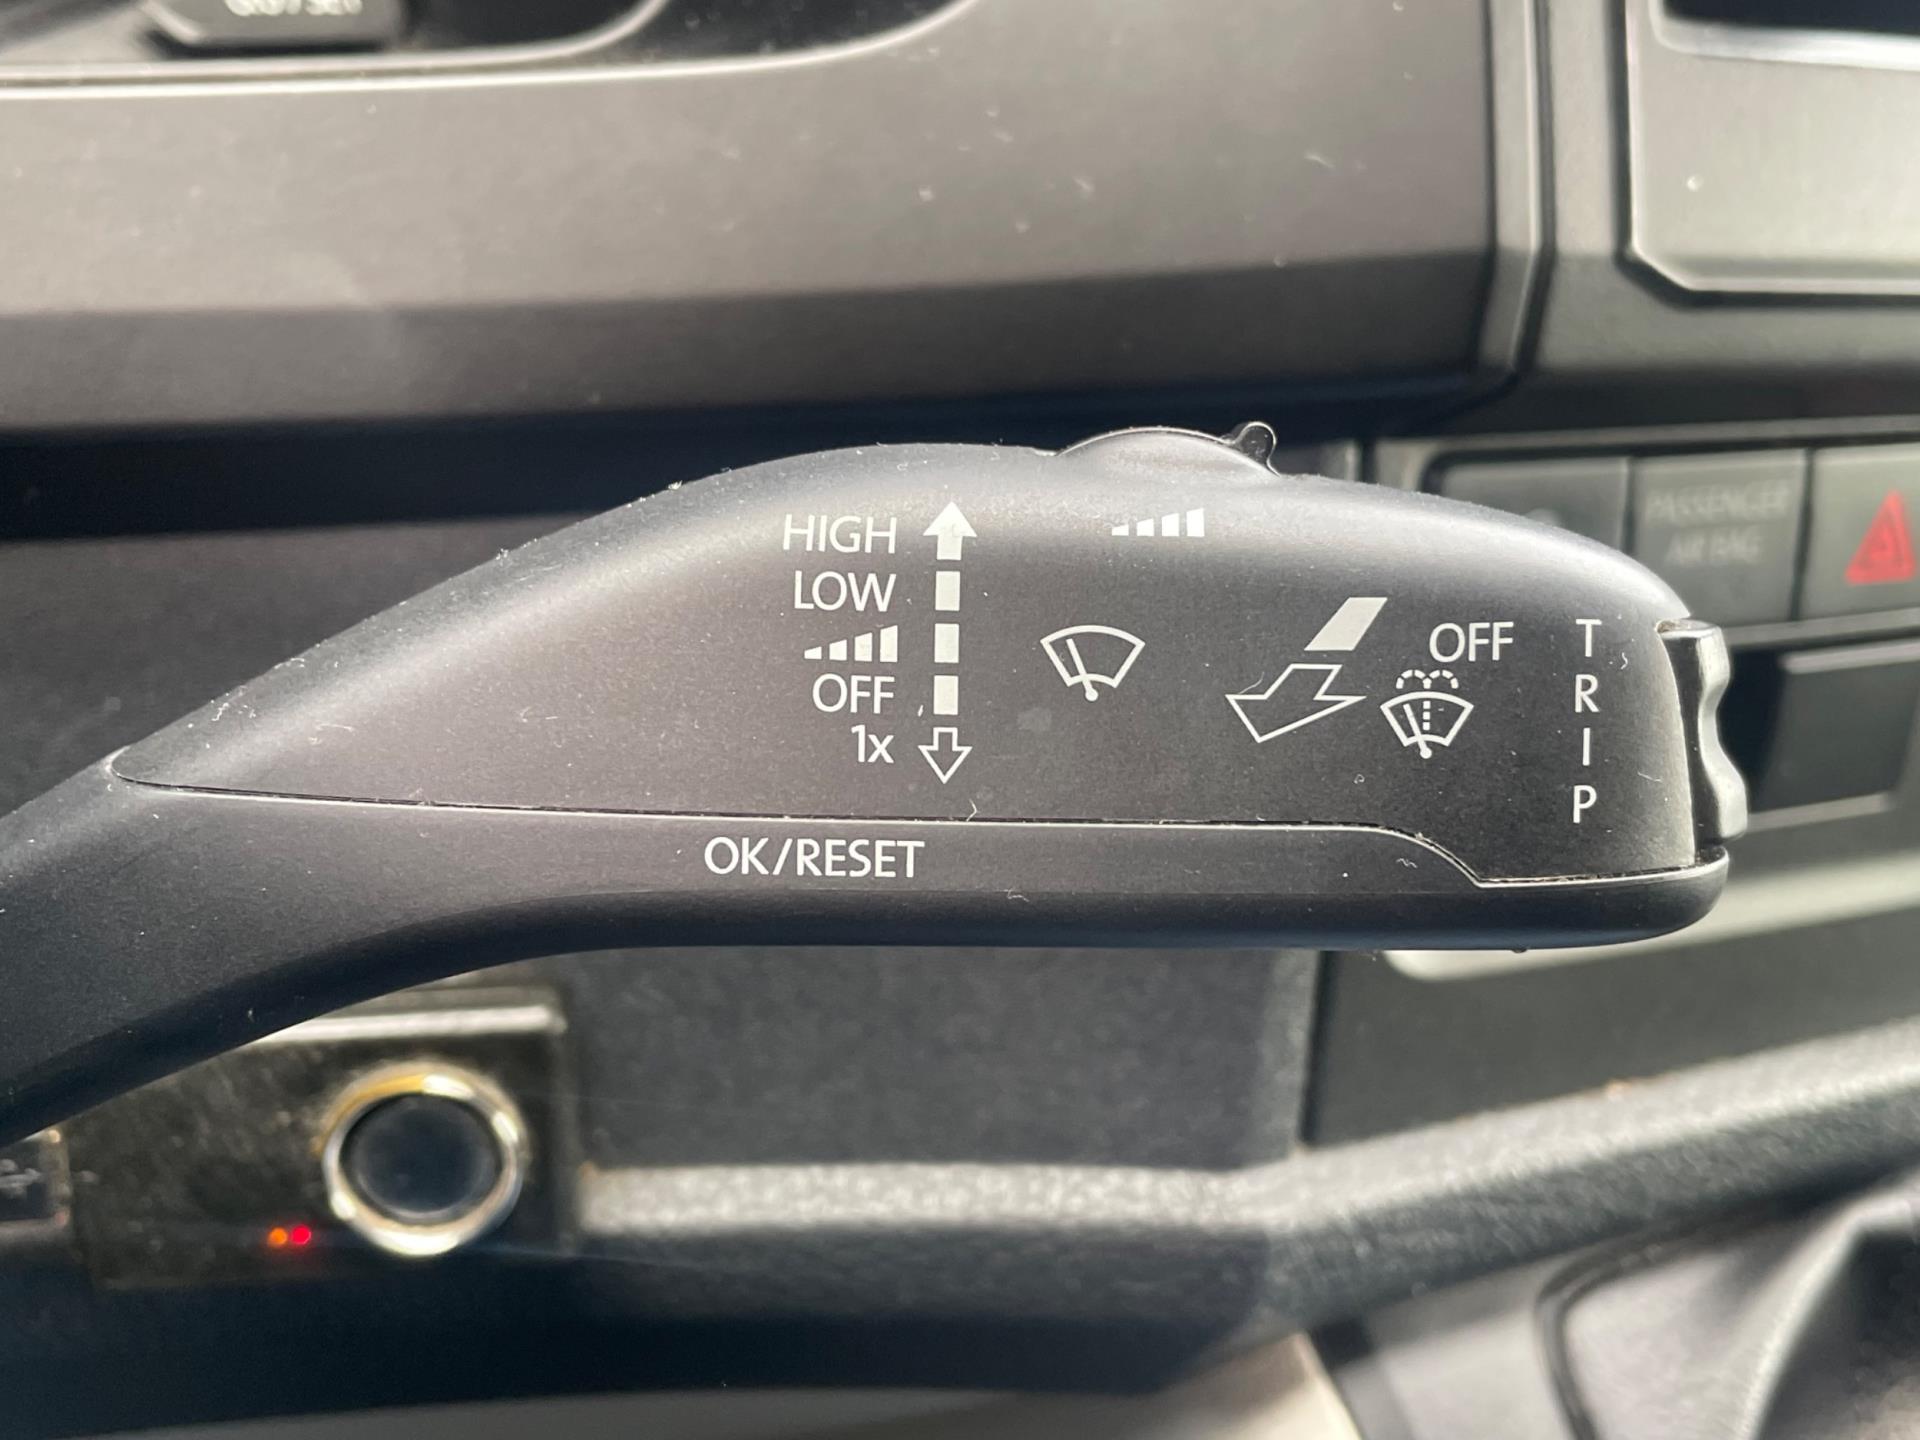 HIGH
LOW
OFF
1x
OFF
TRIP
OK/RESET
PASSENGER
AIR BAG